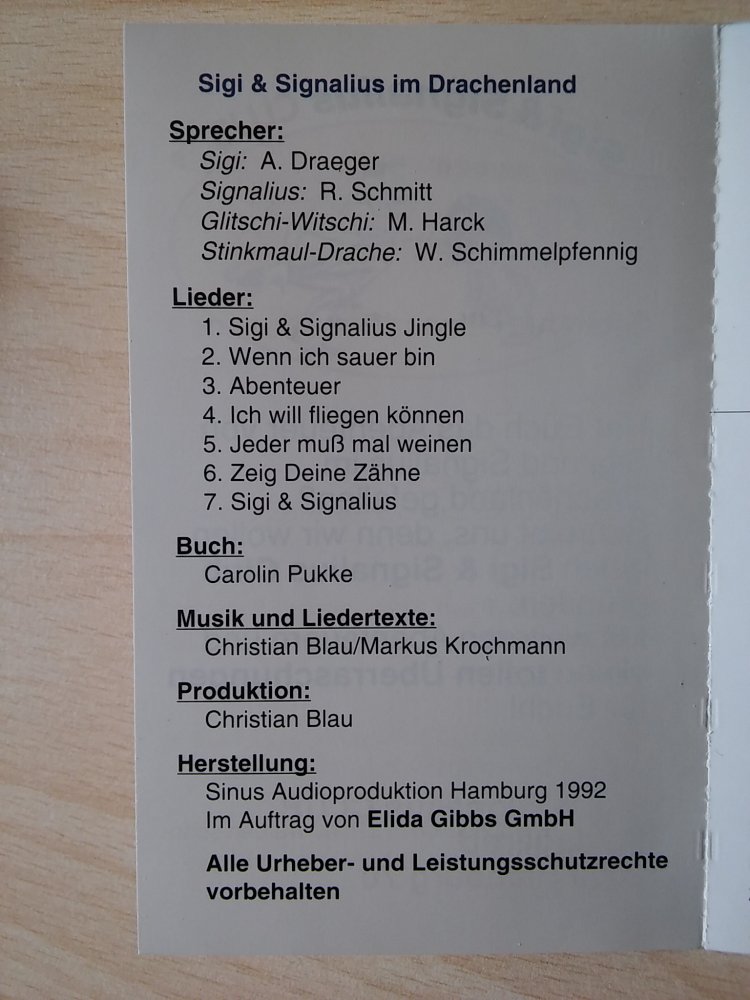 Sigi & Signalius im Drachenland
Sprecher:
Sigi: A. Draeger
Signalius: R. Schmitt
Glitschi-Witschi: M. Harck
Stinkmaul-Drache: W. Schimmelpfennig
Lieder:
1. Sigi & Signalius Jingle
2. Wenn ich sauer bin
3. Abenteuer
4. Ich will fliegen können
5. Jeder muß mal weinen
6. Zeig Deine Zähne
7. Sigi & Signalius
Buch:
Carolin Pukke
Musik und Liedertexte:
Christian Blau/Markus Krochmann
Produktion:
Christian Blau
Herstellung:
Sinus Audioproduktion Hamburg 1992
Im Auftrag von Elida Gibbs GmbH
Alle Urheber- und Leistungsschutzrechte
vorbehalten